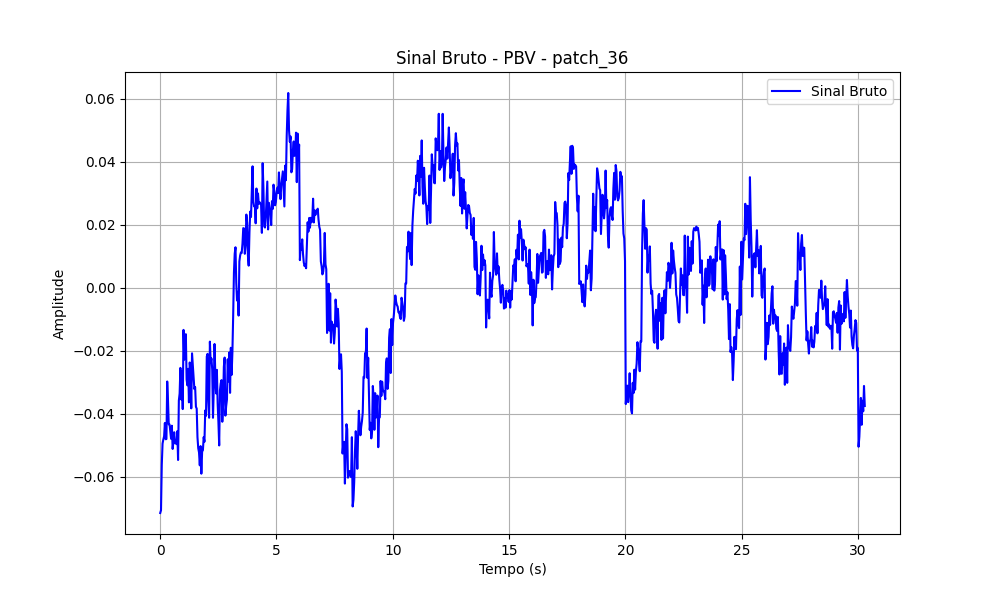 Sinal Bruto - PBV - patch_36
Sinal Bruto
Amplitude
0.06
0.04
0.02
0.00
−0.02
−0.04
−0.06
0 5 10 15 20 25 30
Tempo (s)